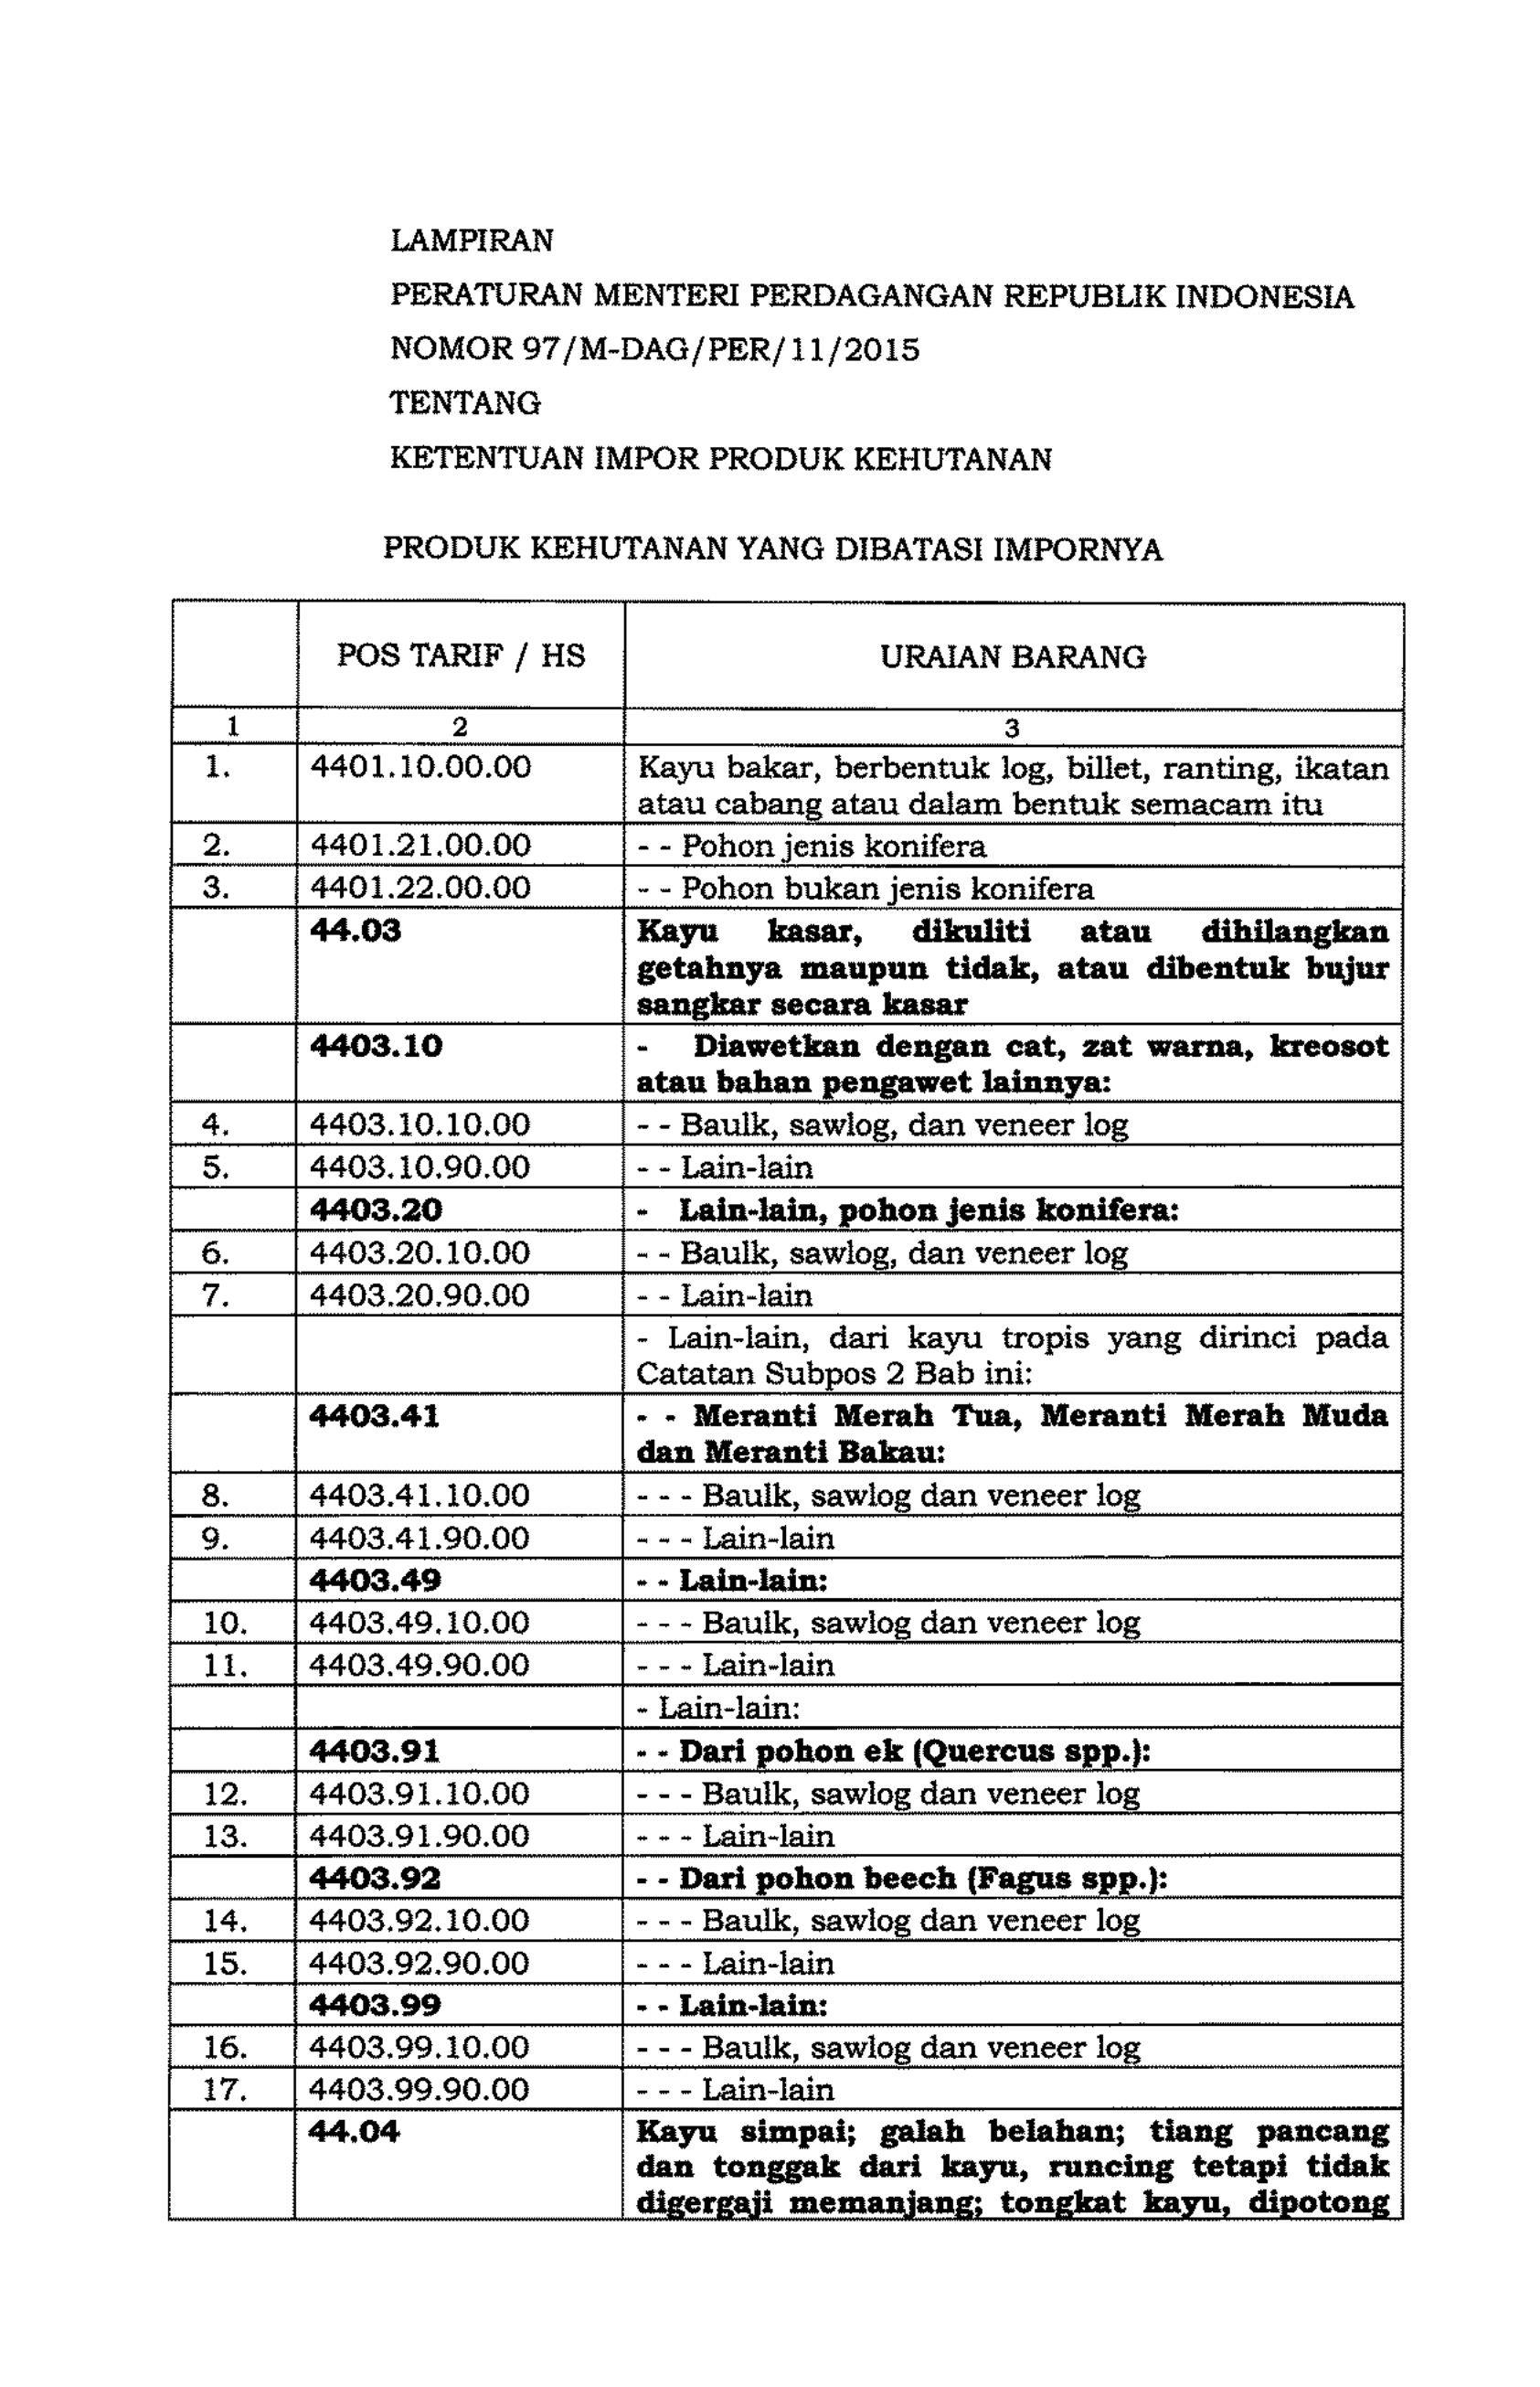 LAMPIRAN
PERATURAN MENTERI PERDAGANGAN REPUBLIK INDONESIA
NOMOR 97/M-DAG/PER/11/2015
TENTANG
KETENTUAN IMPOR PRODUK KEHUTANAN
PRODUK KEHUTANAN YANG DIBATASI IMPORNYA
POS TARIF / HS URAIAN BARANG
1 2 3
1. 4401.10.00.00 Kayu bakar, berbentuk log, billet, ranting, ikatan
atau cabang atau dalam bentuk semacam itu
2. 4401.21.00.00 - - Pohon jenis konifera
3. 4401.22.00.00 - - Pohon bukan jenis konifera
44.03 Kayu kasar, dikuliti atau dihilangkan
getahnya maupun tidak, atau dibentuk bujur
sangkar secara kasar
4403.10 - Diawetkan dengan cat, zat warna, kreosot
atau bahan pengawet lainnya:
4. 4403.10.10.00 - - Baulk, sawlog, dan veneer log
5. 4403.10.90.00 - - Lain-lain
4403.20 - Lain-lain, pohon jenis konifera:
6. 4403.20.10.00 - - Baulk, sawlog, dan veneer log
7. 4403.20.90.00 - - Lain-lain
- Lain-lain, dari kayu tropis yang dirinci pada
Catatan Subpos 2 Bab ini:
4403.41 - - Meranti Merah Tua, Meranti Merah Muda
dan Meranti Bakau:
8. 4403.41.10.00 - - - Baulk, sawlog dan veneer log
9. 4403.41.90.00 - - - Lain-lain
4403.49 - - Lain-lain:
10. 4403.49.10.00 - - - Baulk, sawlog dan veneer log
11. 4403.49.90.00 - - - Lain-lain
- Lain-lain:
4403.91 - - Dari pohon ek (Quercus spp.):
12. 4403.91.10.00 - - - Baulk, sawlog dan veneer log
13. 4403.91.90.00 - - - Lain-lain
4403.92 - - Dari pohon beech (Fagus spp.):
14. 4403.92.10.00 - - - Baulk, sawlog dan veneer log
15. 4403.92.90.00 - - - Lain-lain
4403.99 - - Lain-lain:
16. 4403.99.10.00 - - - Baulk, sawlog dan veneer log
17. 4403.99.90.00 - - - Lain-lain
44.04 Kayu simpai; galah belahan; tiang pancang
dan tonggak dari kayu, runcing tetapi tidak
digergaji memanjang; tongkat kayu, dipotong